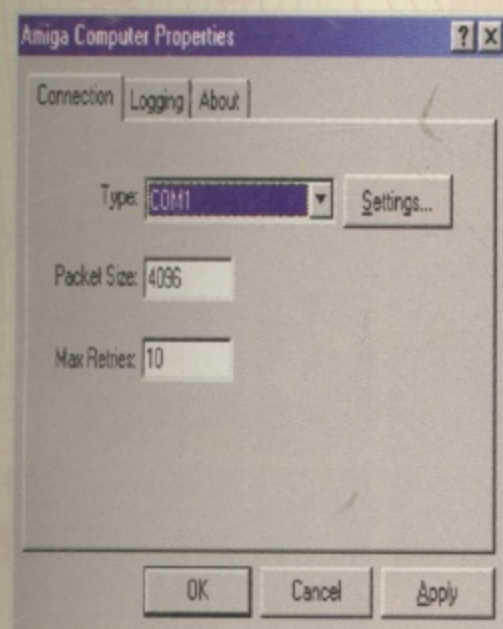 Amiga Computer Properties
? X
Connection Logging About
Type: COM1 Settings...
Packet Size: 4096
Max Retries: 10
OK Cancel Apply